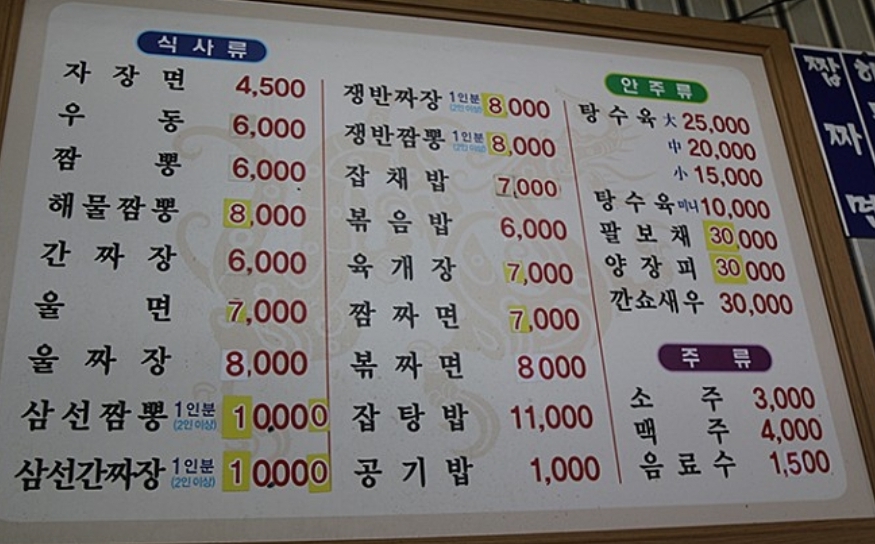 식사류
자장면 4,500
우동 6,000
짬뽕 6,000
해물짬뽕 8,000
간짜장 6,000
울면 7,000
울짜장 8,000
삼선짬뽕 1인분 (2인 이상) 10,000
삼선간짜장 1인분 (2인 이상) 10,000
쟁반짜장 1인분 (2인 이상) 8,000
쟁반짬뽕 1인분 (2인 이상) 8,000
잡채밥 7,000
볶음밥 6,000
육개장 7,000
짬짜면 7,000
볶짜면 8000
잡탕밥 11,000
공기밥 1,000
안주류
탕수육 大 25,000
中 20,000
小 15,000
탕수육 미니 10,000
팔보채 30,000
양장피 30 000
깐쇼새우 30,000
주류
소주 3,000
맥주 4,000
음료수 1,500
짜